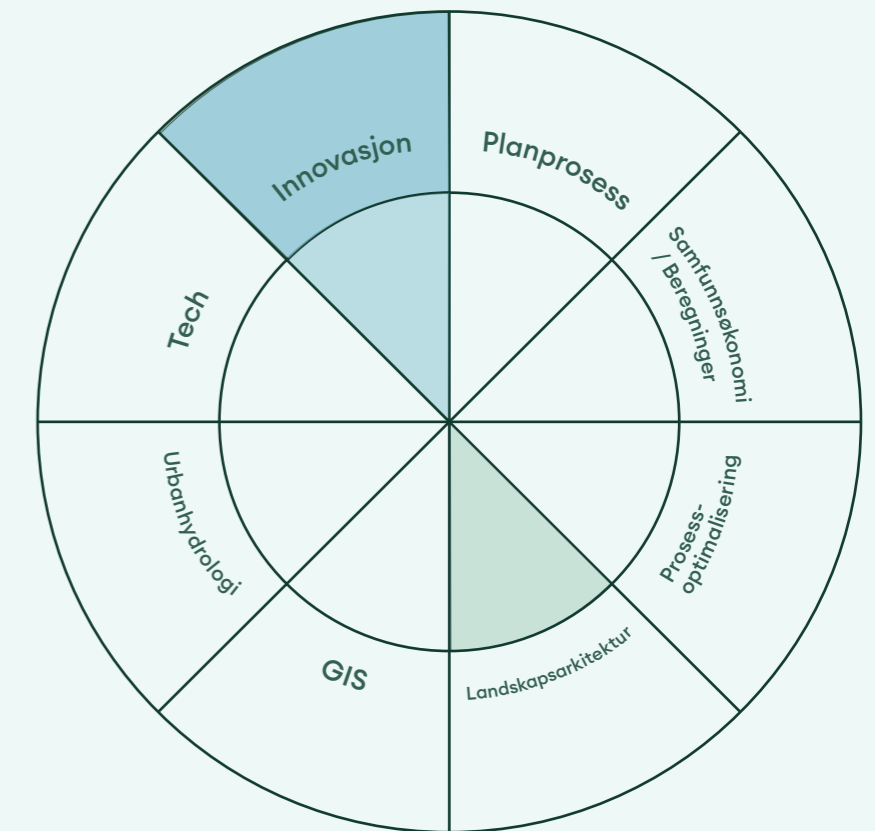 Innovasjon
Planprosess
Samfunnsøkonomi
/ Beregninger
Prosess-
optimalisering
Landskapsarkitektur
GIS
Urbanhydrologi
Tech